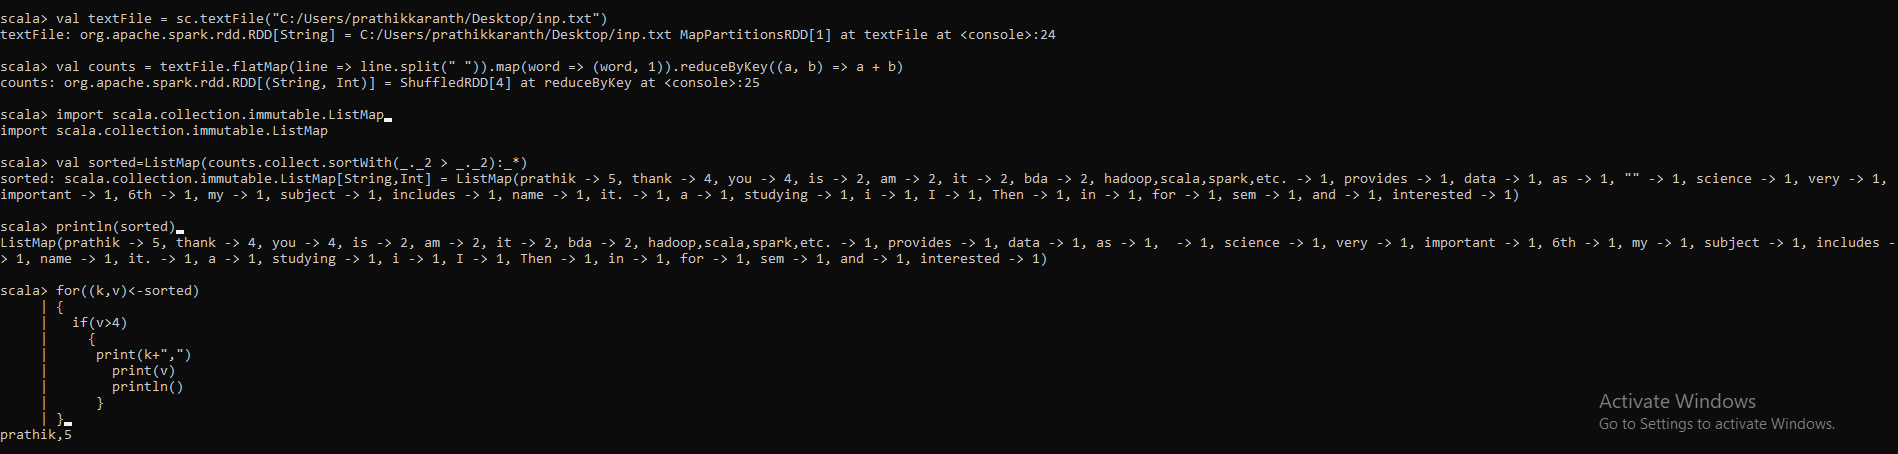 scala> val textFile = sc.textFile("C:/Users/prathikkaranth/Desktop/inp.txt")
textFile: org.apache.spark.rdd.RDD[String] = C:/Users/prathikkaranth/Desktop/inp.txt MapPartitionsRDD[1] at textFile at <console>:24
scala> val counts = textFile.flatMap(line => line.split(" ")).map(word => (word, 1)).reduceByKey((a, b) => a + b)
counts: org.apache.spark.rdd.RDD[(String, Int)] = ShuffledRDD[4] at reduceByKey at <console>:25
scala> import scala.collection.immutable.ListMap
import scala.collection.immutable.ListMap
scala> val sorted=ListMap(counts.collect.sortWith(_._2 > _._2):_*)
sorted: scala.collection.immutable.ListMap[String,Int] = ListMap(prathik -> 5, thank -> 4, you -> 4, is -> 2, am -> 2, it -> 2, bda -> 2, hadoop,scala,spark,etc. -> 1, provides -> 1, data -> 1, as -> 1, "" -> 1, science -> 1, very -> 1,
important -> 1, 6th -> 1, my -> 1, subject -> 1, includes -> 1, name -> 1, it. -> 1, a -> 1, studying -> 1, i -> 1, I -> 1, Then -> 1, in -> 1, for -> 1, sem -> 1, and -> 1, interested -> 1)
scala> println(sorted)
ListMap(prathik -> 5, thank -> 4, you -> 4, is -> 2, am -> 2, it -> 2, bda -> 2, hadoop,scala,spark,etc. -> 1, provides -> 1, data -> 1, as -> 1,  -> 1, science -> 1, very -> 1, important -> 1, 6th -> 1, my -> 1, subject -> 1, includes -
> 1, name -> 1, it. -> 1, a -> 1, studying -> 1, i -> 1, I -> 1, Then -> 1, in -> 1, for -> 1, sem -> 1, and -> 1, interested -> 1)
scala> for((k,v)<-sorted)
     | {
     |   if(v>4)
     |     {
     |      print(k+",")
     |        print(v)
     |        println()
     |      }
     | }
prathik,5
Activate Windows
Go to Settings to activate Windows.